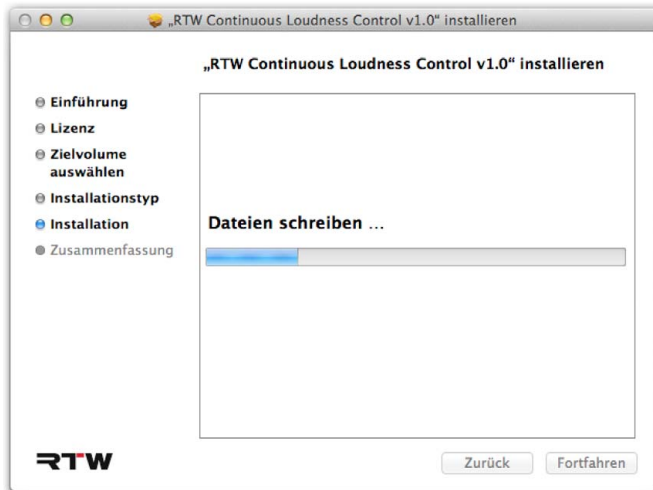 „RTW Continuous Loudness Control v1.0“ installieren
„RTW Continuous Loudness Control v1.0“ installieren
Einführung
Lizenz
Zielvolume
auswählen
Installationstyp
Installation
Zusammenfassung
Dateien schreiben ...
RTW
Zurück
Fortfahren